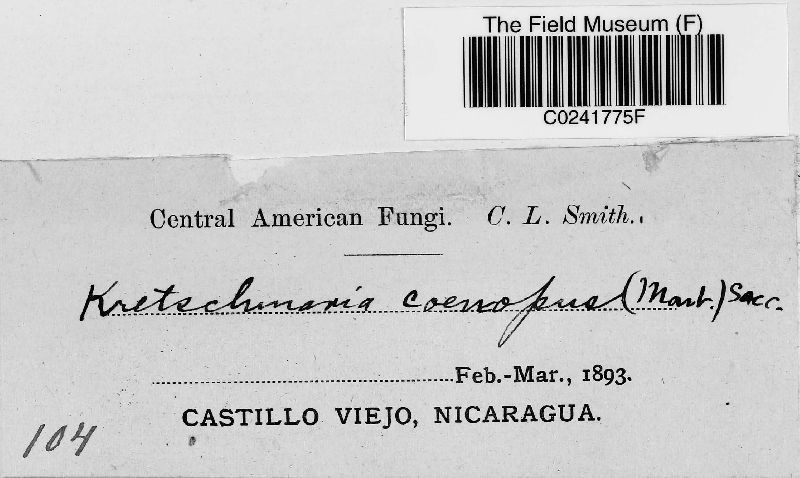 The Field Museum (F)
C0241775F
Central American Fungi. C. L. Smith.
Kretschmaria coenopus (Mart.) Sacc.
Feb.-Mar., 1893.
CASTILLO VIEJO, NICARAGUA.
104